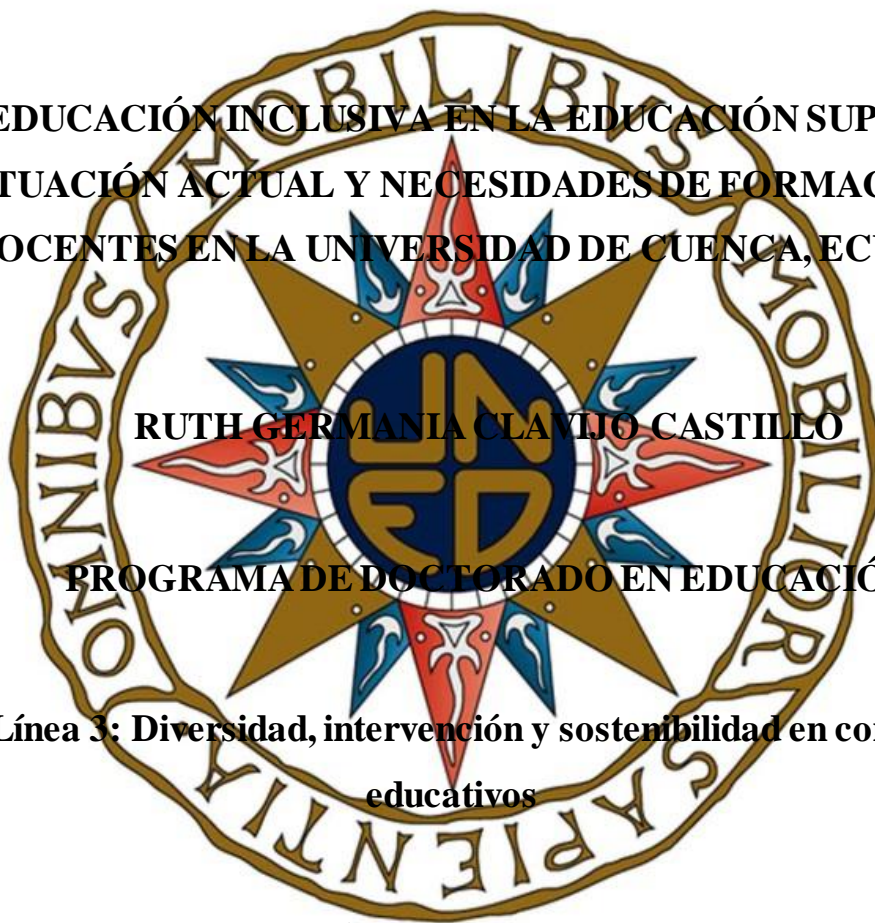 EDUCACIÓN INCLUSIVA EN LA EDUCACIÓN SUP
TUACIÓN ACTUAL Y NECESIDADES DE FORMAC
OCENTES EN LA UNIVERSIDAD DE CUENCA, ECU
RUTH GERMANIA CLAVIJO CASTILLO
PROGRAMA DE DOCTORADO EN EDUCACIÓ
Línea 3: Diversidad, intervención y sostenibilidad en con
educativos
OMNIBVS MOBILIBVS MOBILIOR SAPIENTIA
UNED